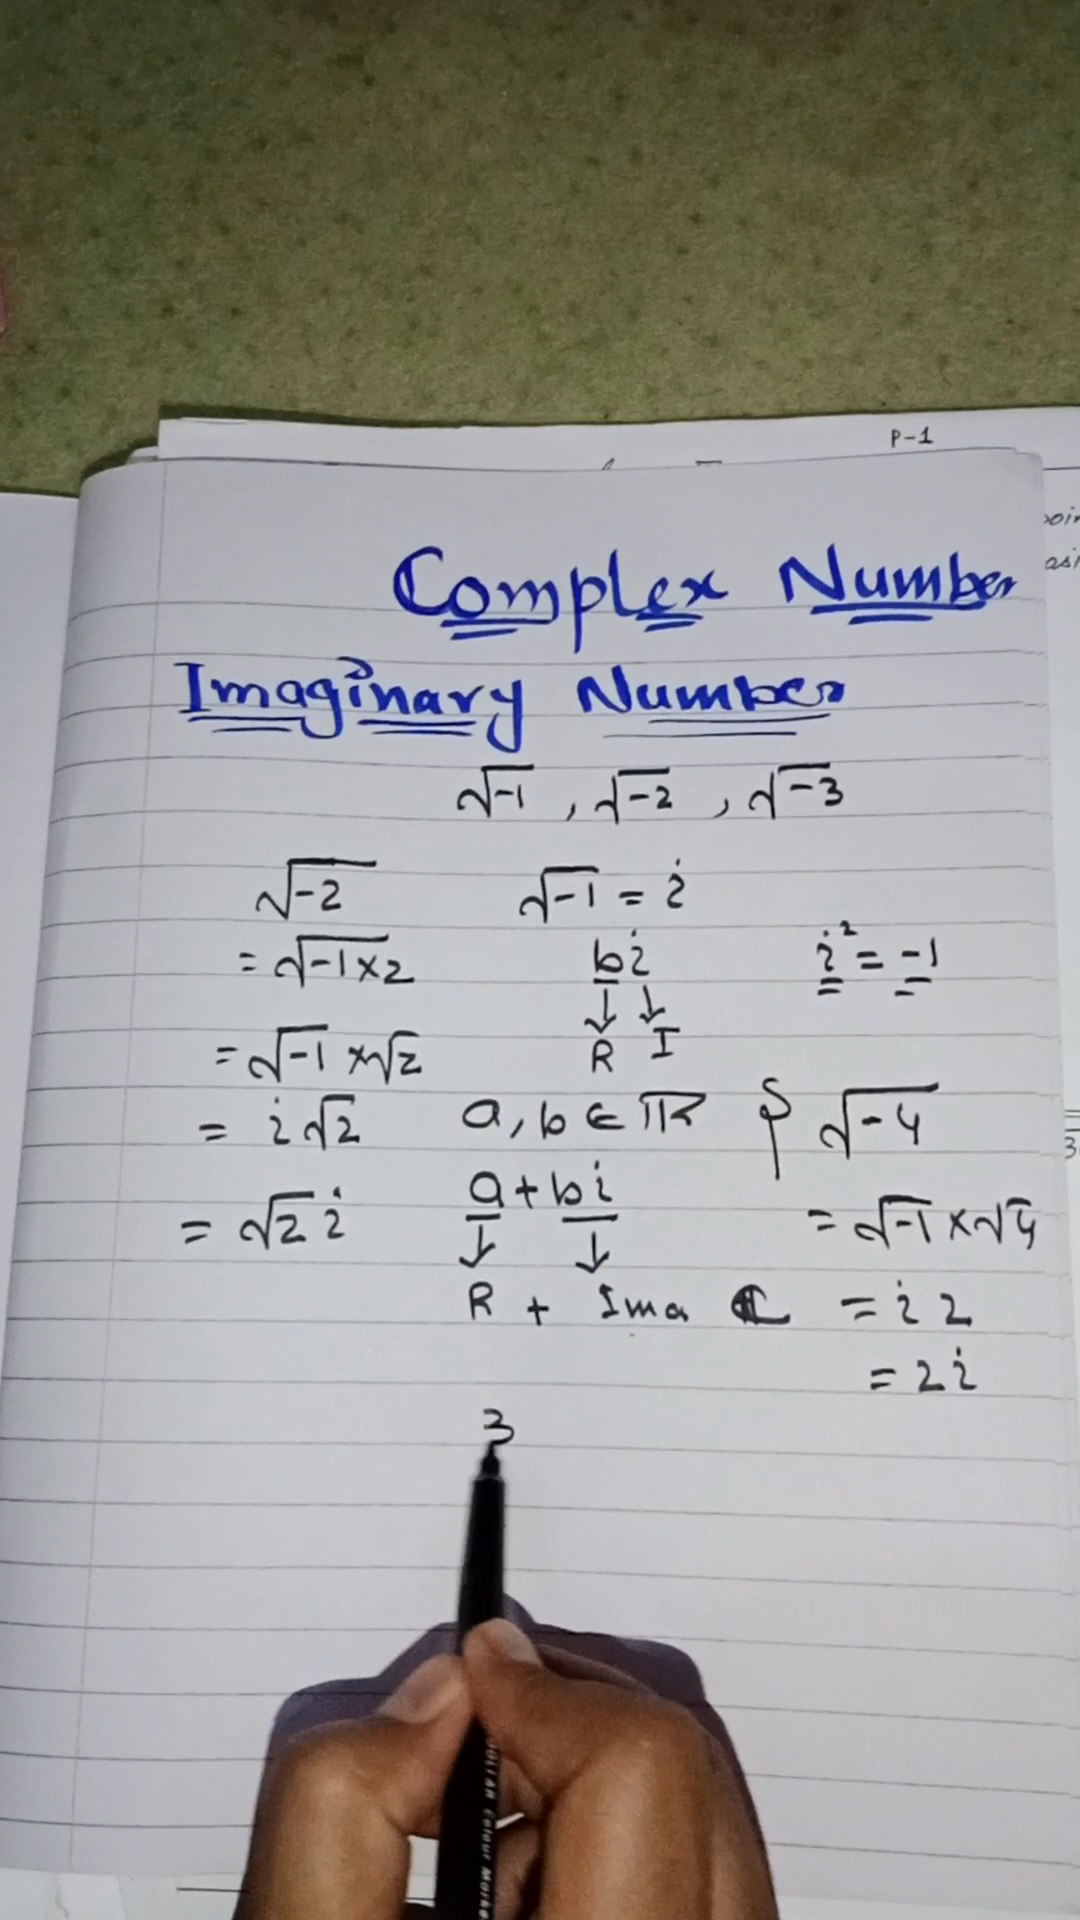 P-1
Complex Number
Imaginary Number
√-1 , √-2 , √-3
√-2
= √-1×2
= √-1 ×√2
= i√2
= √2 i
√-1 = i
bi
↓ ↓
R I
a, b ∈ ℝ
a + bi
↓ ↓
R + Ima ℂ
3
i² = -1
√-4
= √-1 × √4
= i 2
= 2i